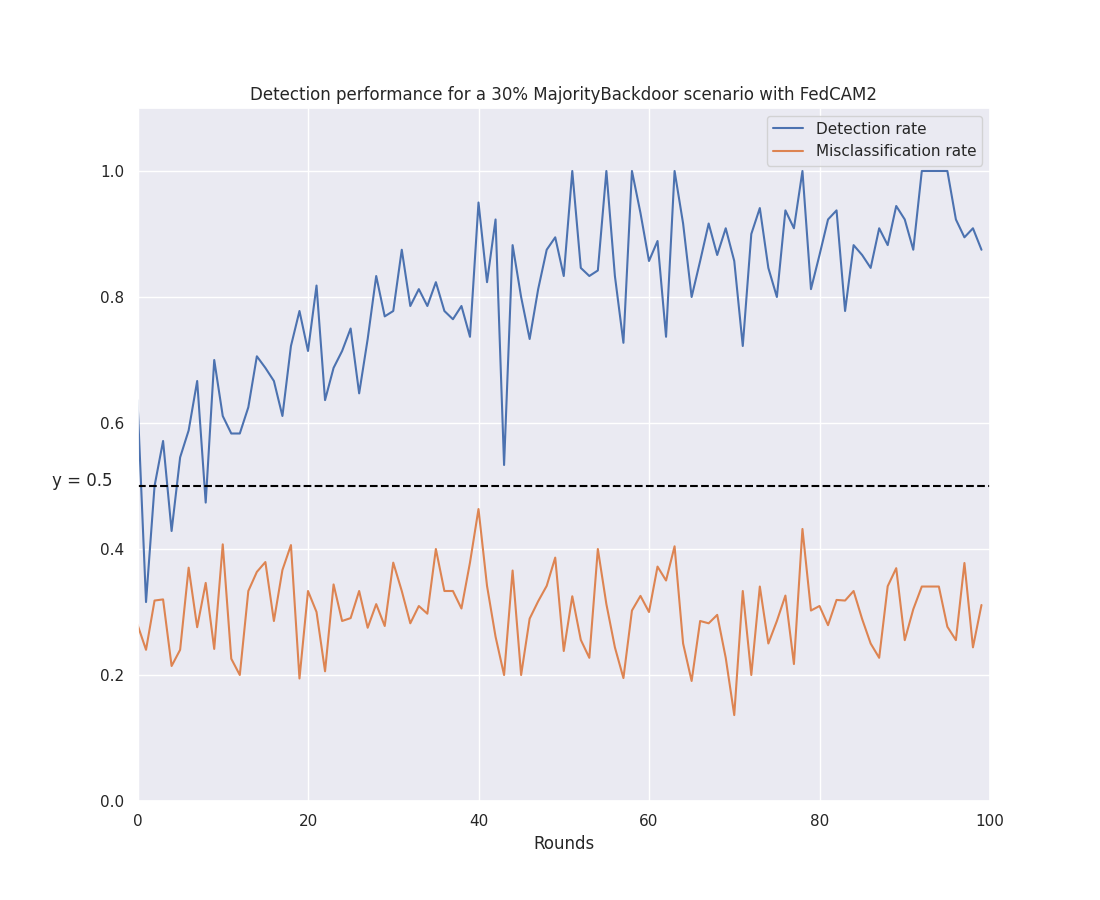 Detection performance for a 30% MajorityBackdoor scenario with FedCAM2
Detection rate
Misclassification rate
1.0
0.8
0.6
y = 0.5
0.4
0.2
0.0
0 20 40 60 80 100
Rounds